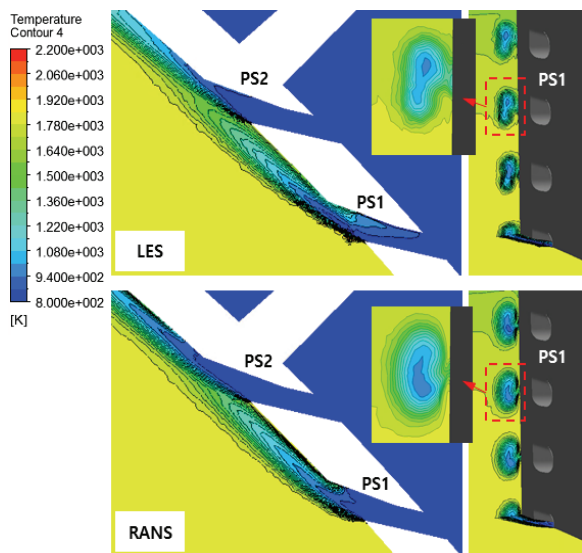 Temperature
Contour 4
2.200e+003
2.060e+003
1.920e+003
1.780e+003
1.640e+003
1.500e+003
1.360e+003
1.220e+003
1.080e+003
9.400e+002
8.000e+002
[K]
PS2
PS1
LES
PS1
PS2
PS1
RANS
PS1